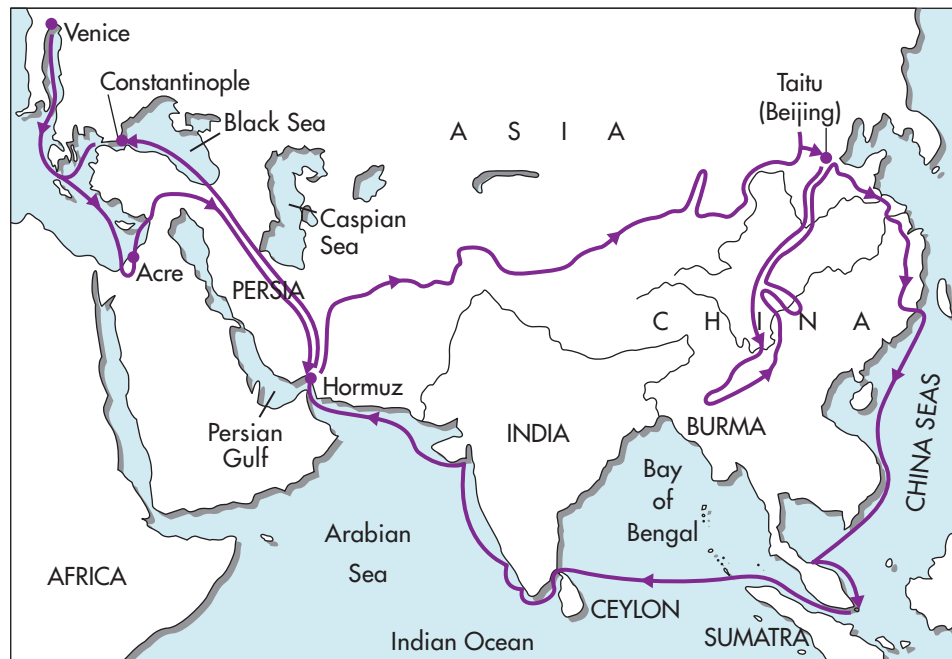 Venice
Constantinople
Black Sea
A S I A
Taitu
(Beijing)
Caspian
Sea
Acre
PERSIA
C H I N A
Hormuz
Persian
Gulf
INDIA
BURMA
CHINA SEAS
Bay
of
Bengal
Arabian
Sea
AFRICA
CEYLON
SUMATRA
Indian Ocean